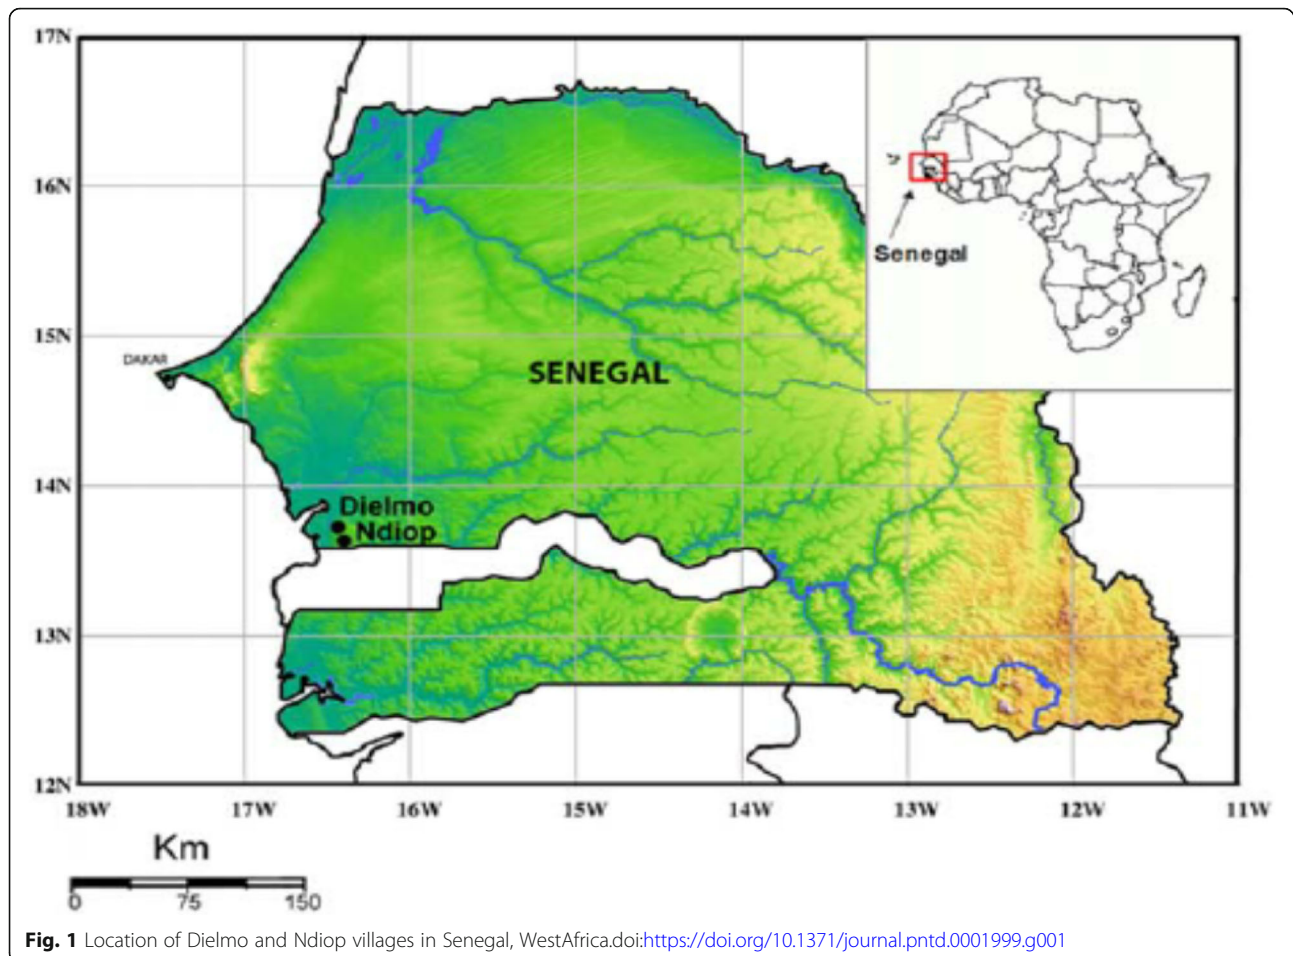 17N
16N
15N
14N
13N
12N
18W 17W 16W 15W 14W 13W 12W 11W
DAKAR
SENEGAL
Dielmo
Ndiop
Senegal
Km
0 75 150
Fig. 1 Location of Dielmo and Ndiop villages in Senegal, WestAfrica.doi:https://doi.org/10.1371/journal.pntd.0001999.g001